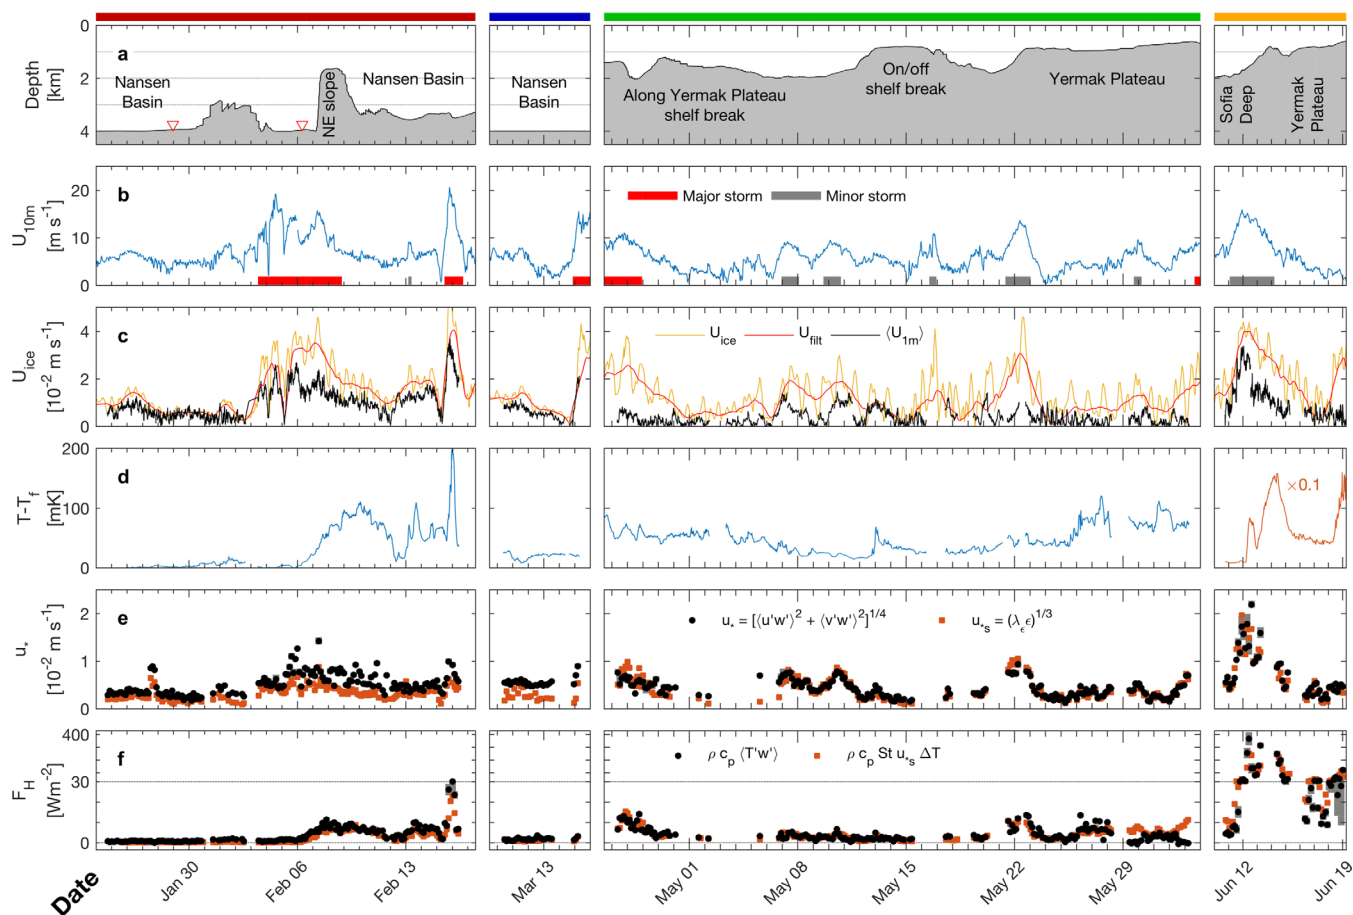 0
1
2
3
4
Depth
[km]
a
Nansen
Basin
NE slope
Nansen Basin
Nansen
Basin
Along Yermak Plateau
shelf break
On/off
shelf break
Yermak Plateau
Sofia
Deep
Yermak
Plateau
20
10
0
U10m
[m s-1]
b
Major storm
Minor storm
4
2
0
Uice
[10-2 m s-1]
c
Uice
Ufilt
⟨U1m⟩
200
100
0
T-Tf
[mK]
d
×0.1
2
1
0
u*
[10-2 m s-1]
e
u* = [⟨u'w'⟩2 + ⟨v'w'⟩2]1/4
u*s = (λϵϵ)1/3
400
30
0
FH
[Wm-2]
f
ρ cp ⟨T'w'⟩
ρ cp St u*s ΔT
Date
Jan 30
Feb 06
Feb 13
Mar 13
May 01
May 08
May 15
May 22
May 29
Jun 12
Jun 19